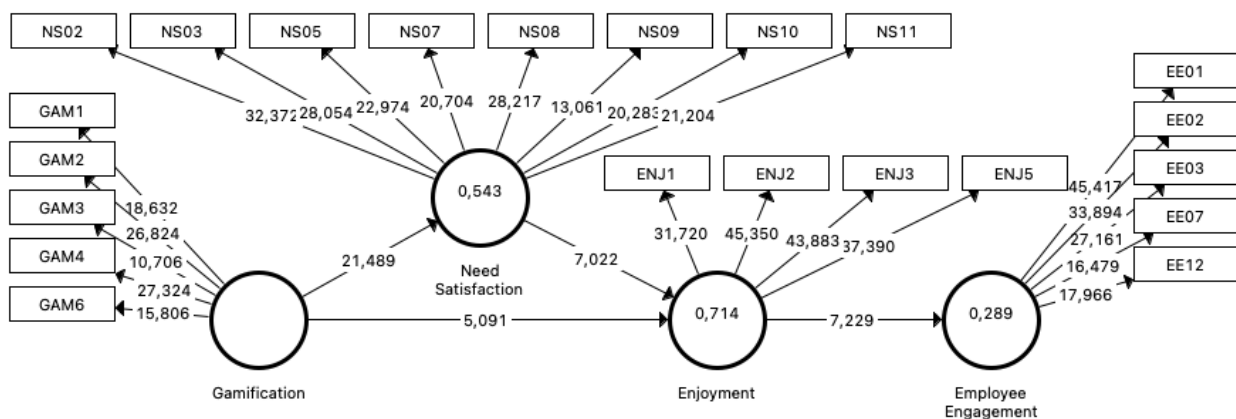 NS02 NS03 NS05 NS07 NS08 NS09 NS10 NS11
32,372 28,054 22,974 20,704 28,217 13,061 20,283 21,204
GAM1
GAM2
GAM3
GAM4
GAM6
18,632
26,824
10,706
27,324
15,806
0,543
Need
Satisfaction
21,489
7,022
5,091
Gamification
ENJ1 ENJ2 ENJ3 ENJ5
31,720 45,350 43,883 37,390
0,714
Enjoyment
7,229
0,289
Employee
Engagement
EE01
EE02
EE03
EE07
EE12
45,417
33,894
27,161
16,479
17,966